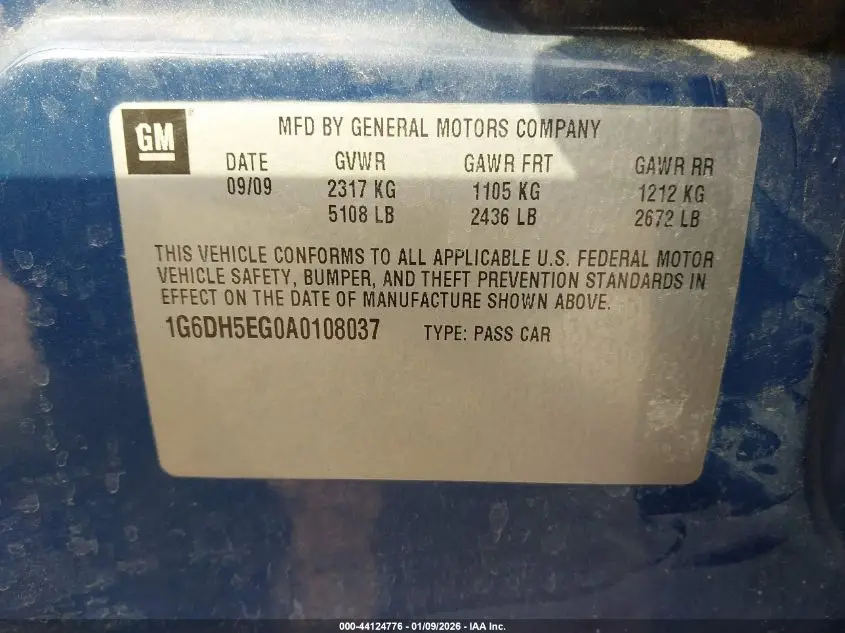 GM
MFD BY GENERAL MOTORS COMPANY
DATE GVWR GAWR FRT GAWR RR
09/09 2317 KG 1105 KG 1212 KG
5108 LB 2436 LB 2672 LB
THIS VEHICLE CONFORMS TO ALL APPLICABLE U.S. FEDERAL MOTOR
VEHICLE SAFETY, BUMPER, AND THEFT PREVENTION STANDARDS IN
EFFECT ON THE DATE OF MANUFACTURE SHOWN ABOVE.
1G6DH5EG0A0108037 TYPE: PASS CAR
000-44124776 - 01/09/2026 - IAA Inc.